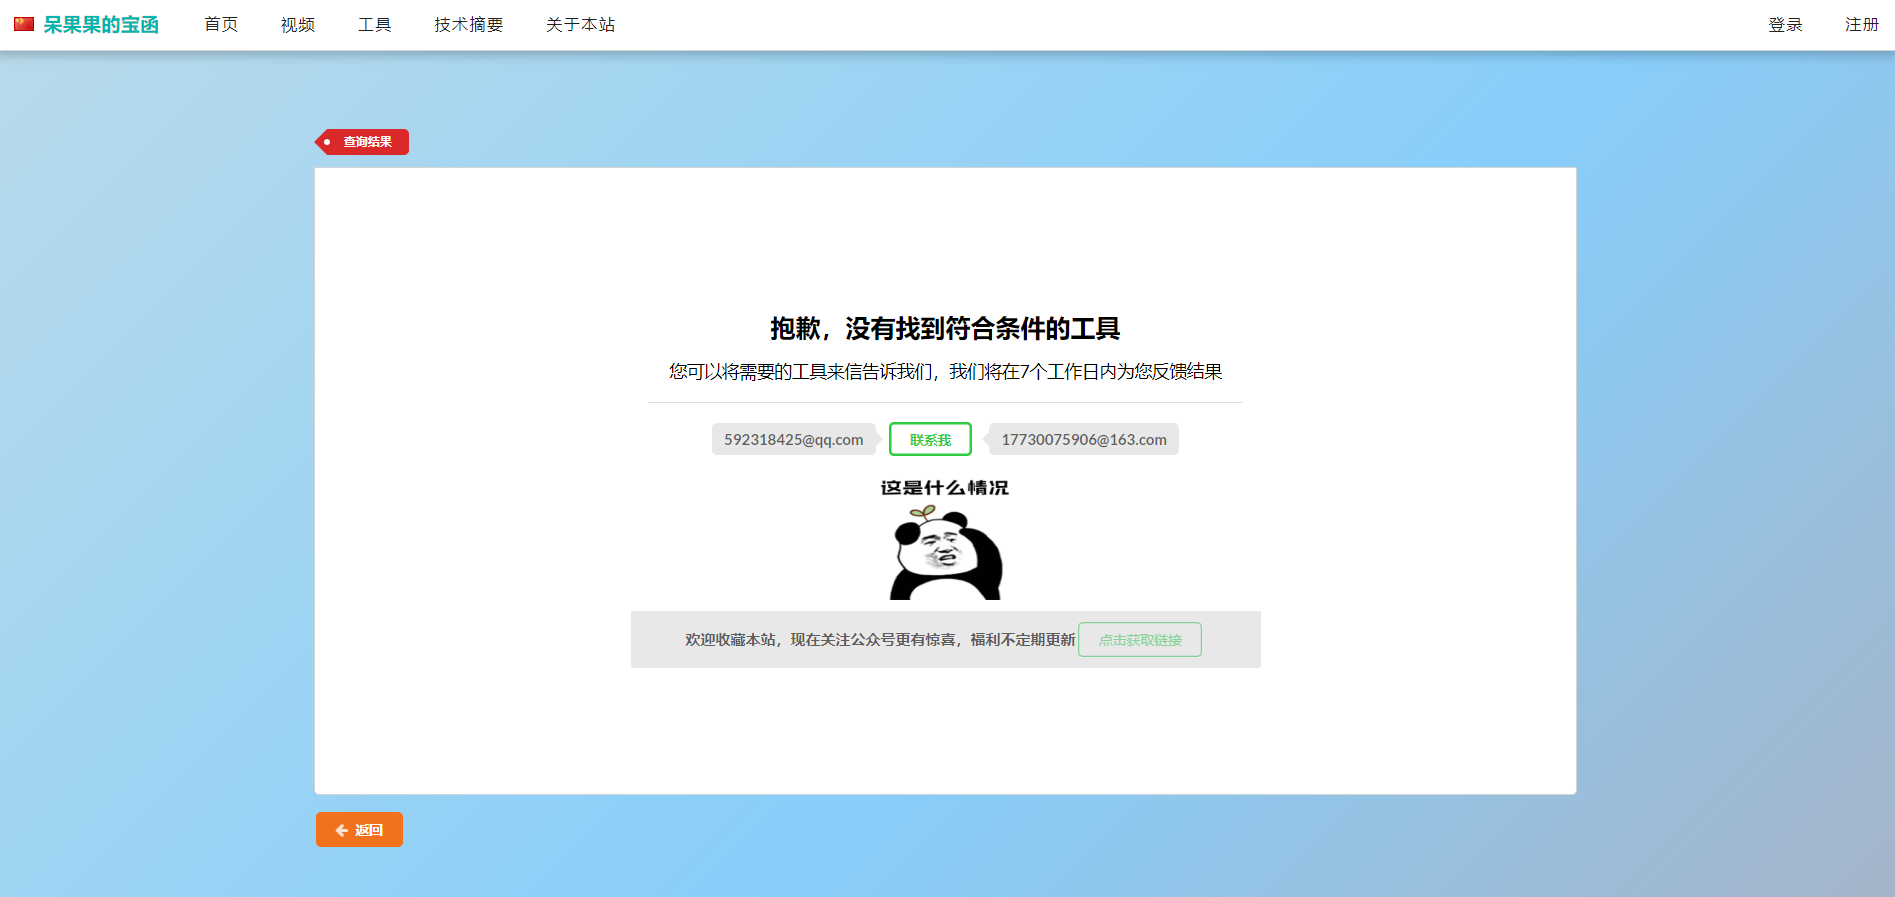 呆果果的宝函 首页 视频 工具 技术摘要 关于本站 登录 注册
查询结果
抱歉，没有找到符合条件的工具
您可以将需要的工具来信告诉我们，我们将在7个工作日内为您反馈结果
592318425@qq.com 联系我 17730075906@163.com
这是什么情况
欢迎收藏本站，现在关注公众号更有惊喜，福利不定期更新 点击获取链接
返回